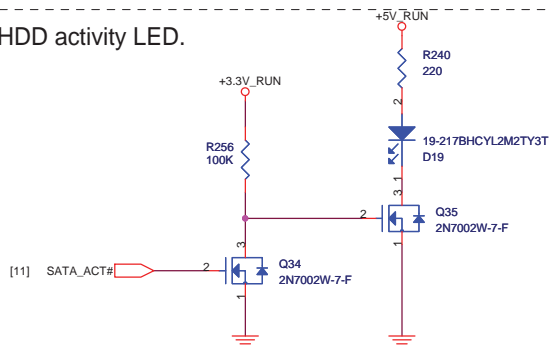 +5V_RUN
HDD activity LED.
R240
220
+3.3V_RUN
2
R256
100K
19-217BHCYL2M2TY3T
D19
1
3
2
Q35
2N7002W-7-F
1
3
[11] SATA_ACT#
2
Q34
2N7002W-7-F
1